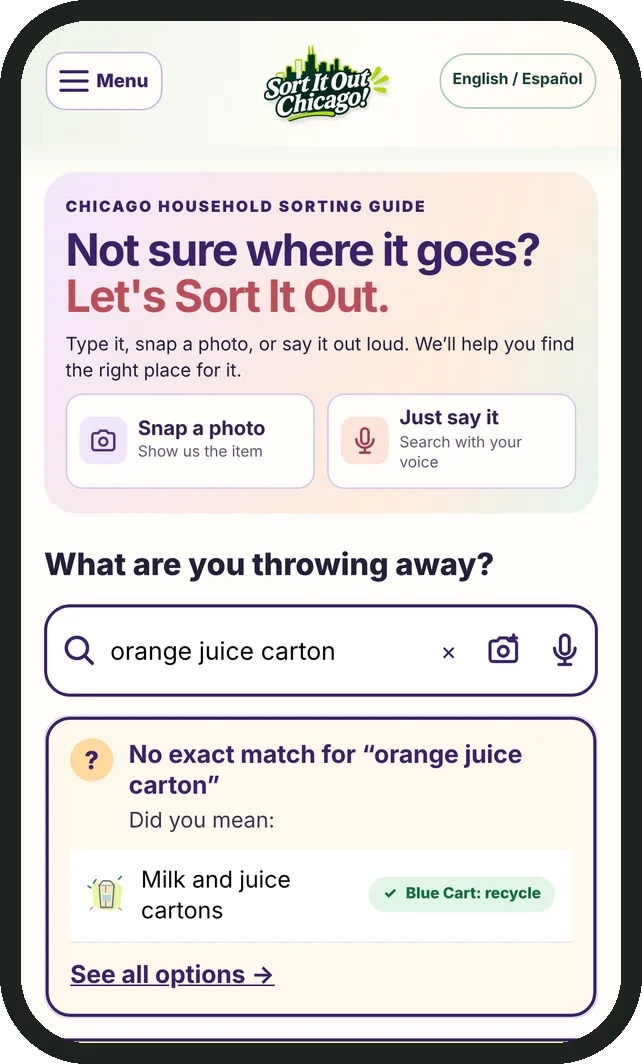 Menu
Sort It Out
Chicago!
English / Español
CHICAGO HOUSEHOLD SORTING GUIDE
Not sure where it goes?
Let's Sort It Out.
Type it, snap a photo, or say it out loud. We’ll help you find
the right place for it.
Snap a photo
Show us the item
Just say it
Search with your
voice
What are you throwing away?
orange juice carton
×
?
No exact match for “orange juice
carton”
Did you mean:
Milk and juice
cartons
✓ Blue Cart: recycle
See all options →